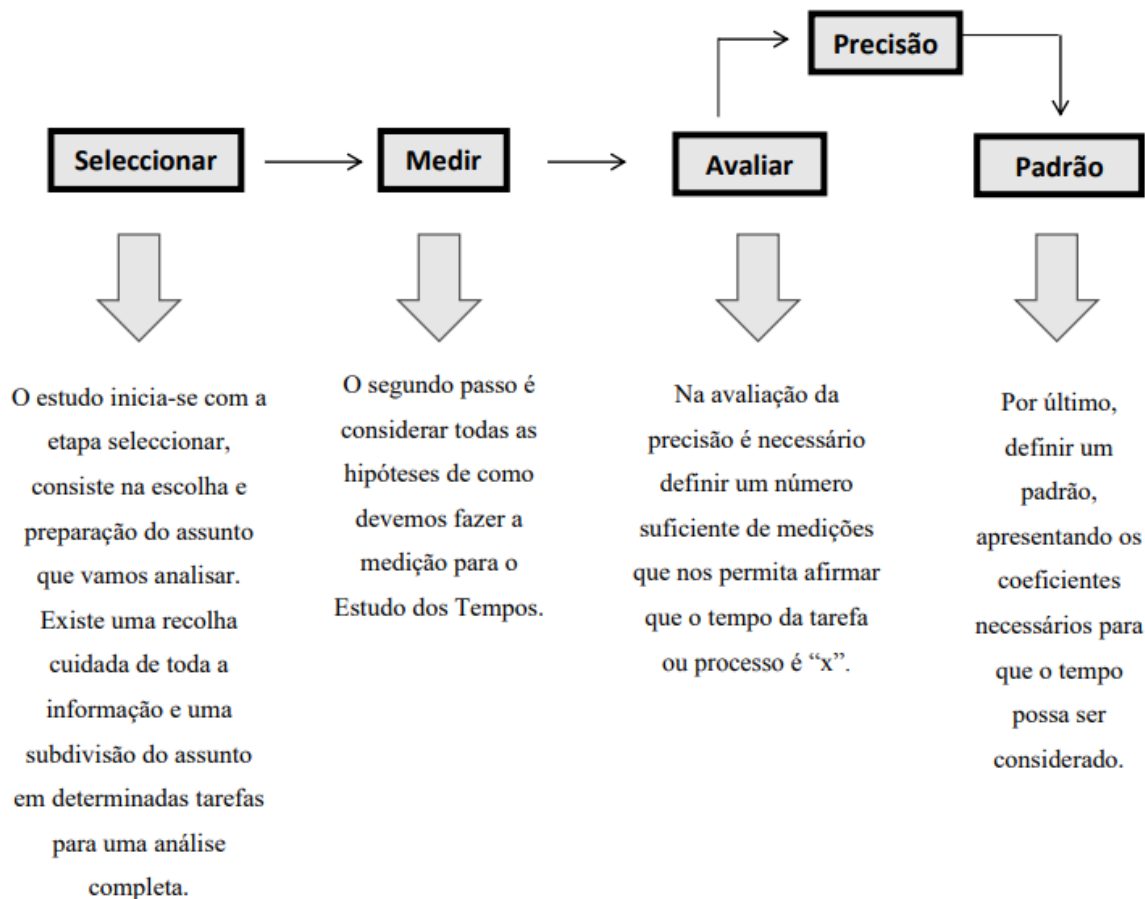 Precisão
Seleccionar
Medir
Avaliar
Padrão
O estudo inicia-se com a
etapa seleccionar,
consiste na escolha e
preparação do assunto
que vamos analisar.
Existe uma recolha
cuidada de toda a
informação e uma
subdivisão do assunto
em determinadas tarefas
para uma análise
completa.
O segundo passo é
considerar todas as
hipóteses de como
devemos fazer a
medição para o
Estudo dos Tempos.
Na avaliação da
precisão é necessário
definir um número
suficiente de medições
que nos permita afirmar
que o tempo da tarefa
ou processo é “x”.
Por último,
definir um
padrão,
apresentando os
coeficientes
necessários para
que o tempo
possa ser
considerado.